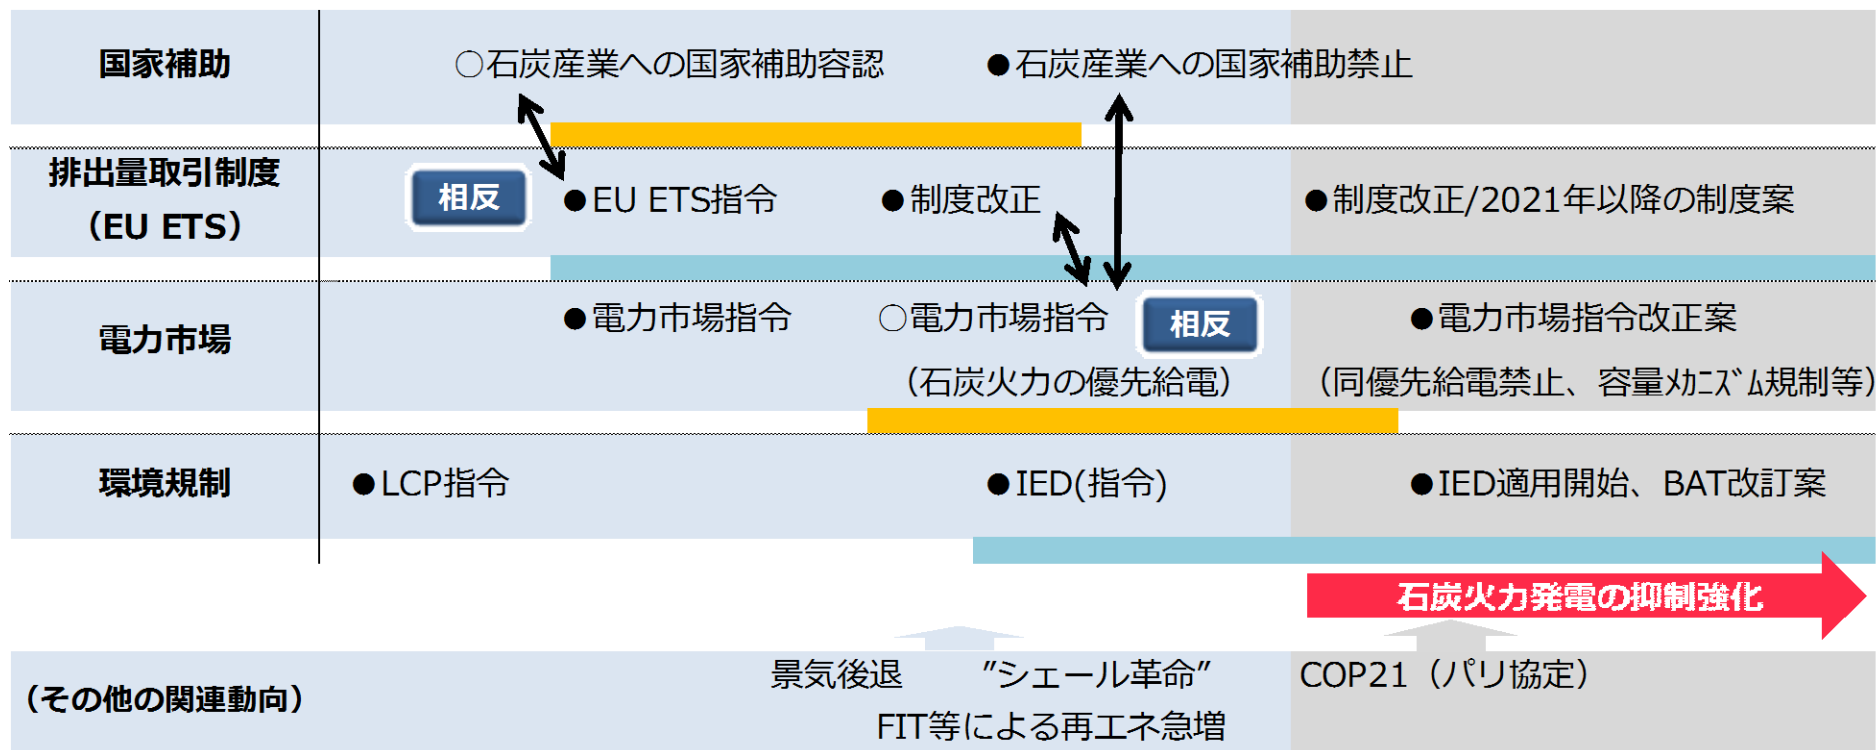 国家補助
○石炭産業への国家補助容認
●石炭産業への国家補助禁止
排出量取引制度
（EU ETS）
相反
●EU ETS指令
●制度改正
●制度改正/2021年以降の制度案
電力市場
●電力市場指令
○電力市場指令
相反
●電力市場指令改正案
（石炭火力の優先給電）
（同優先給電禁止、容量ﾒｶﾆｽﾞﾑ規制等）
環境規制
●LCP指令
●IED(指令)
●IED適用開始、BAT改訂案
石炭火力発電の抑制強化
（その他の関連動向）
景気後退
”シェール革命”
COP21（パリ協定）
FIT等による再エネ急増